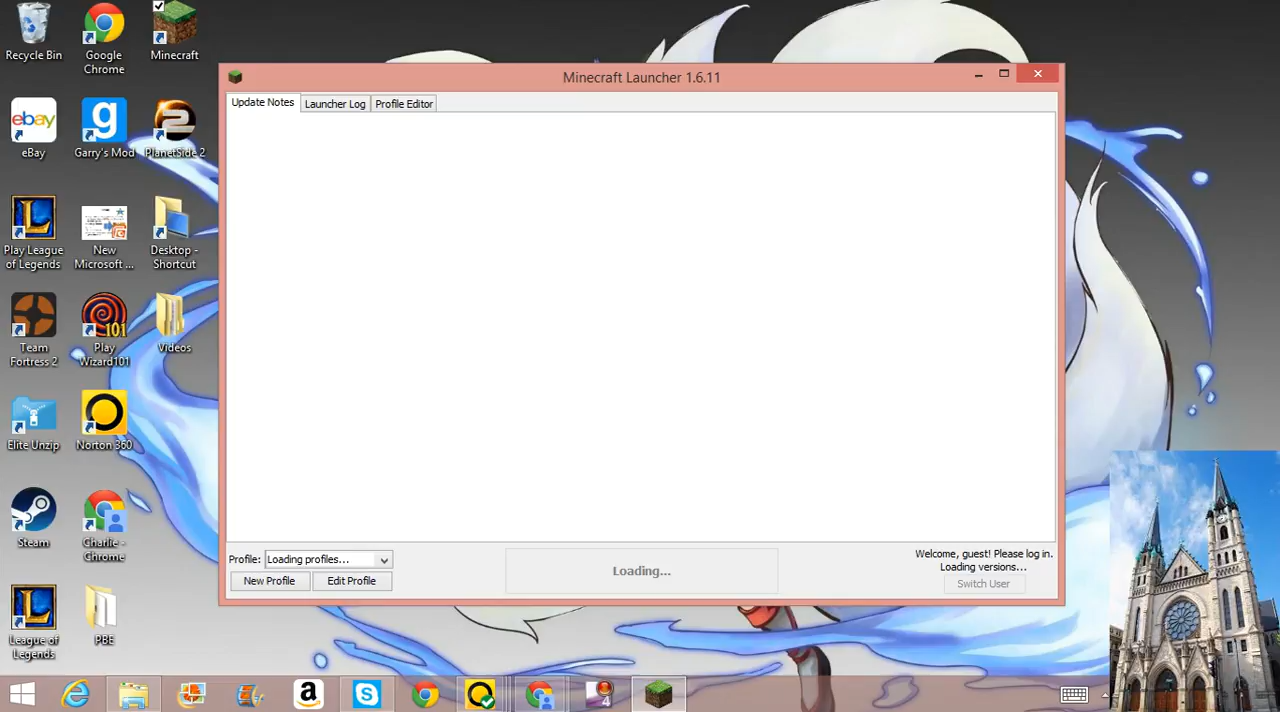 Recycle Bin
Google
Chrome
Minecraft
ebay
eBay
g
Garry's Mod
2
PlanetSide 2
L
Play League
of Legends
New
Microsoft ...
Desktop -
Shortcut
Team
Fortress 2
101
Play
Wizard101
Videos
Elite Unzip
Norton 360
Steam
Charlie -
Chrome
L
League of
Legends
PBE
Minecraft Launcher 1.6.11
Update Notes
Launcher Log
Profile Editor
Profile:
Loading profiles...
New Profile
Edit Profile
Loading...
Welcome, guest! Please log in.
Loading versions...
Switch User
a
S
4